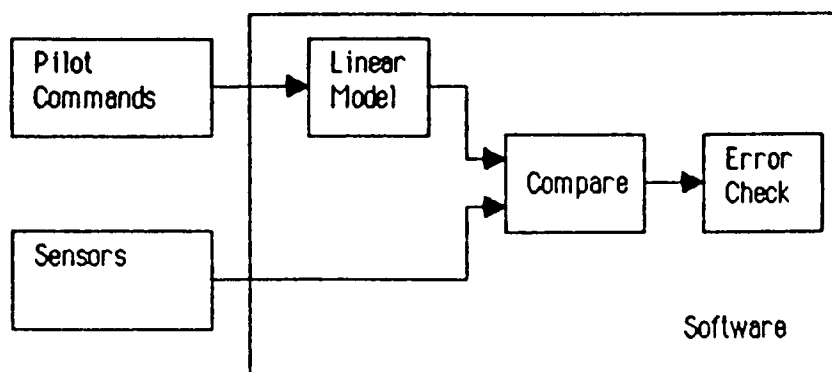 Pilot
Commands
Linear
Model
Compare
Error
Check
Sensors
Software